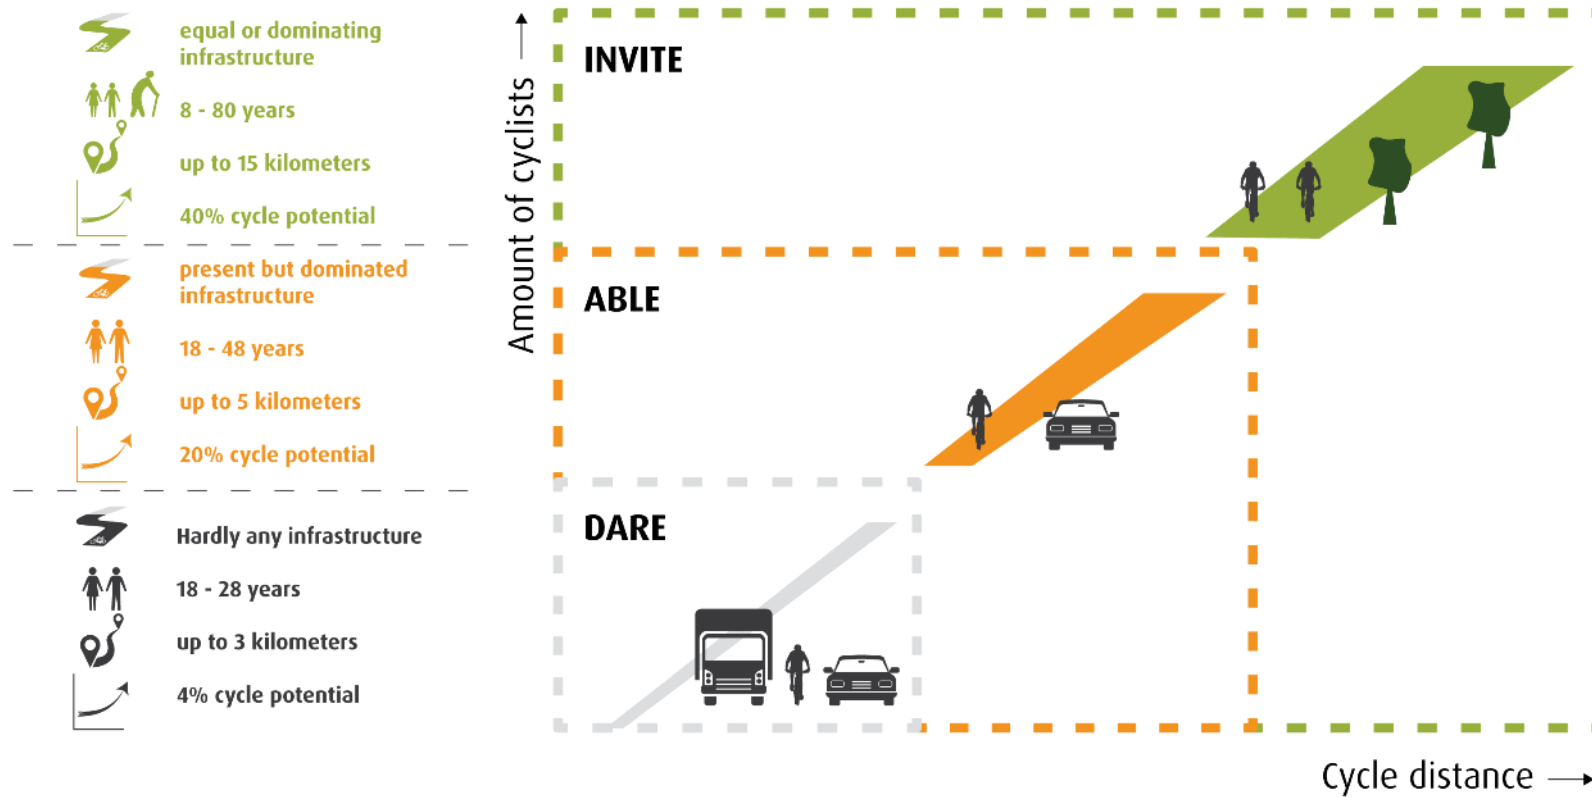 equal or dominating
infrastructure
8 - 80 years
up to 15 kilometers
40% cycle potential
present but dominated
infrastructure
18 - 48 years
up to 5 kilometers
20% cycle potential
Hardly any infrastructure
18 - 28 years
up to 3 kilometers
4% cycle potential
Amount of cyclists
INVITE
ABLE
DARE
Cycle distance